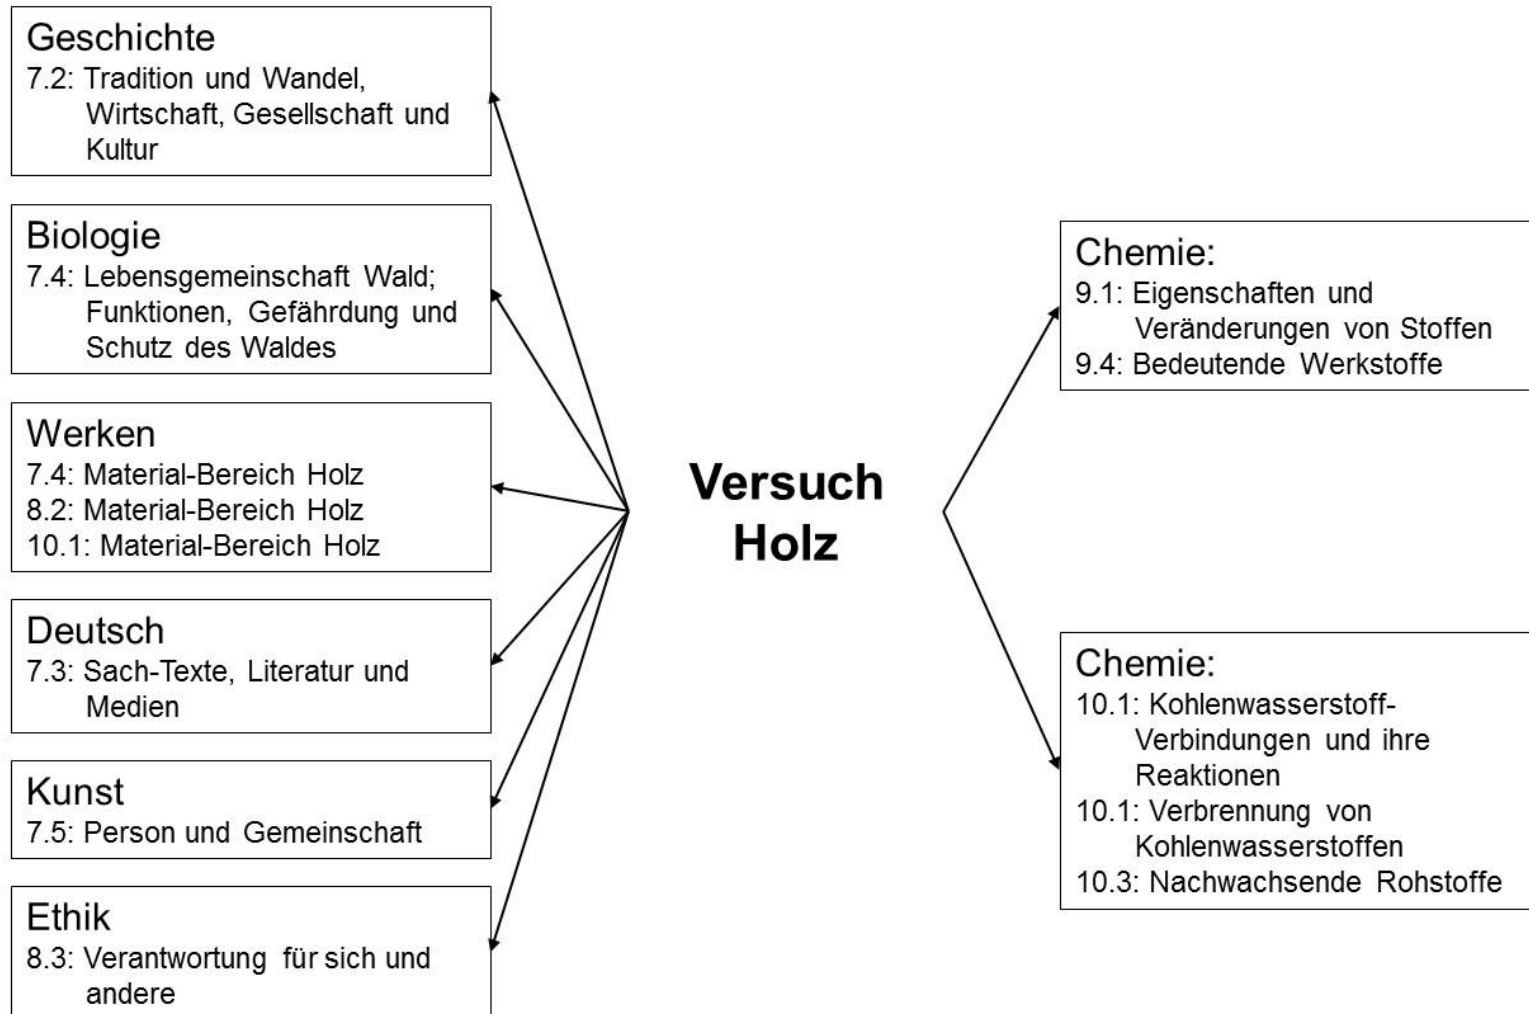 Geschichte
7.2: Tradition und Wandel,
Wirtschaft, Gesellschaft und
Kultur
Biologie
7.4: Lebensgemeinschaft Wald;
Funktionen, Gefährdung und
Schutz des Waldes
Werken
7.4: Material-Bereich Holz
8.2: Material-Bereich Holz
10.1: Material-Bereich Holz
Deutsch
7.3: Sach-Texte, Literatur und
Medien
Kunst
7.5: Person und Gemeinschaft
Ethik
8.3: Verantwortung für sich und
andere
Versuch
Holz
Chemie:
9.1: Eigenschaften und
Veränderungen von Stoffen
9.4: Bedeutende Werkstoffe
Chemie:
10.1: Kohlenwasserstoff-
Verbindungen und ihre
Reaktionen
10.1: Verbrennung von
Kohlenwasserstoffen
10.3: Nachwachsende Rohstoffe